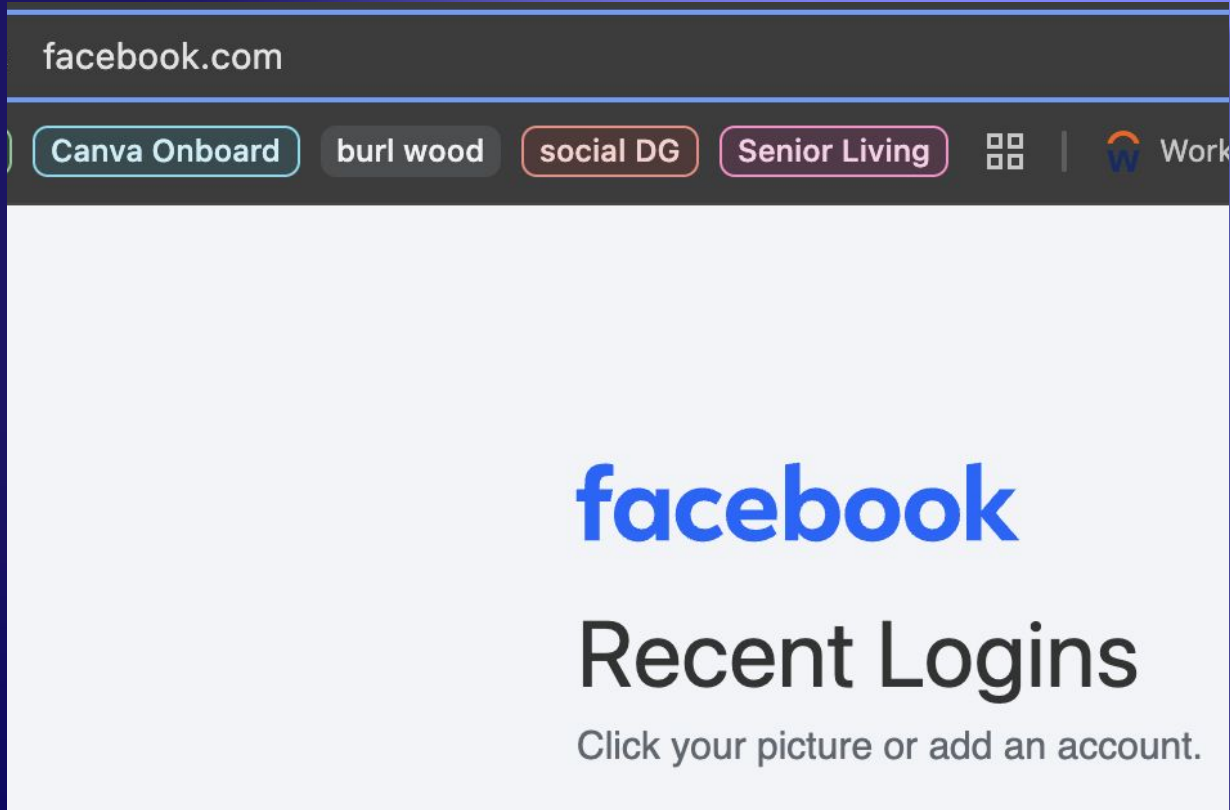 facebook.com
Canva Onboard burl wood social DG Senior Living Work
facebook
Recent Logins
Click your picture or add an account.